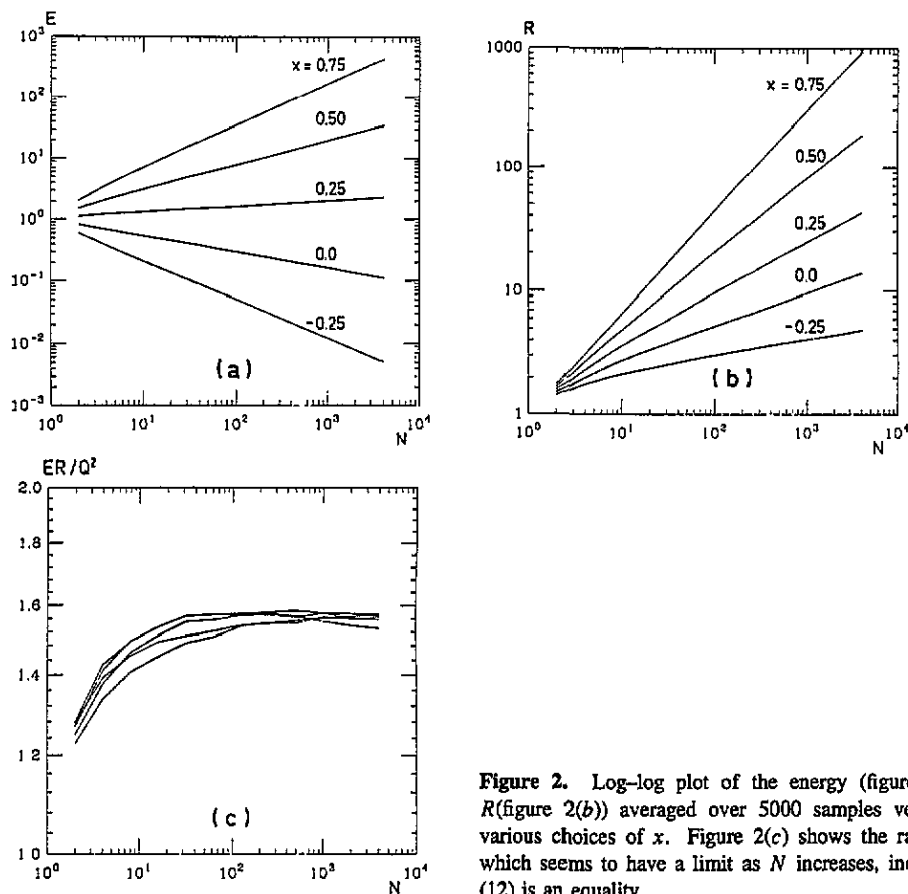 E
10³
10²
10¹
10⁰
10⁻¹
10⁻²
10⁻³
x = 0.75
0.50
0.25
0.0
-0.25
(a)
10⁰ 10¹ 10² 10³ 10⁴
N
R
1000
100
10
1
x = 0.75
0.50
0.25
0.0
-0.25
(b)
10⁰ 10¹ 10² 10³ 10⁴
N
ER/Q²
2.0
1.8
1.6
1.4
1 2
1 0
(c)
10⁰ 10¹ 10² 10³ 10⁴
N
Figure 2. Log–log plot of the energy (figure
R(figure 2(b)) averaged over 5000 samples ve
various choices of x. Figure 2(c) shows the ra
which seems to have a limit as N increases, in
(12) is an equality